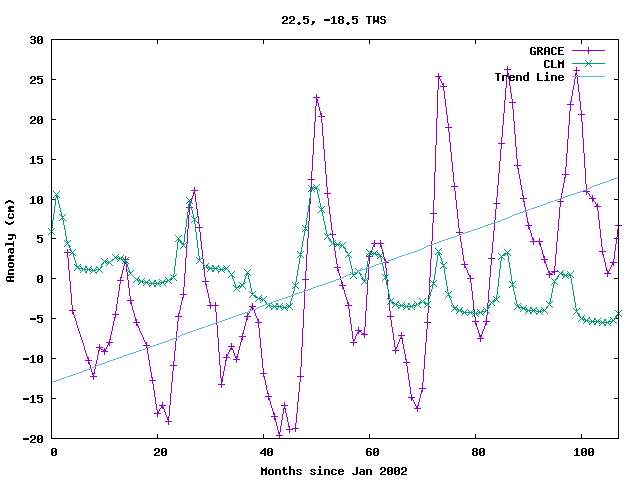 22.5, -18.5 TWS
30
25
20
15
10
5
0
-5
-10
-15
-20
Anomaly (cm)
GRACE
CLM
Trend Line
0 20 40 60 80 100
Months since Jan 2002